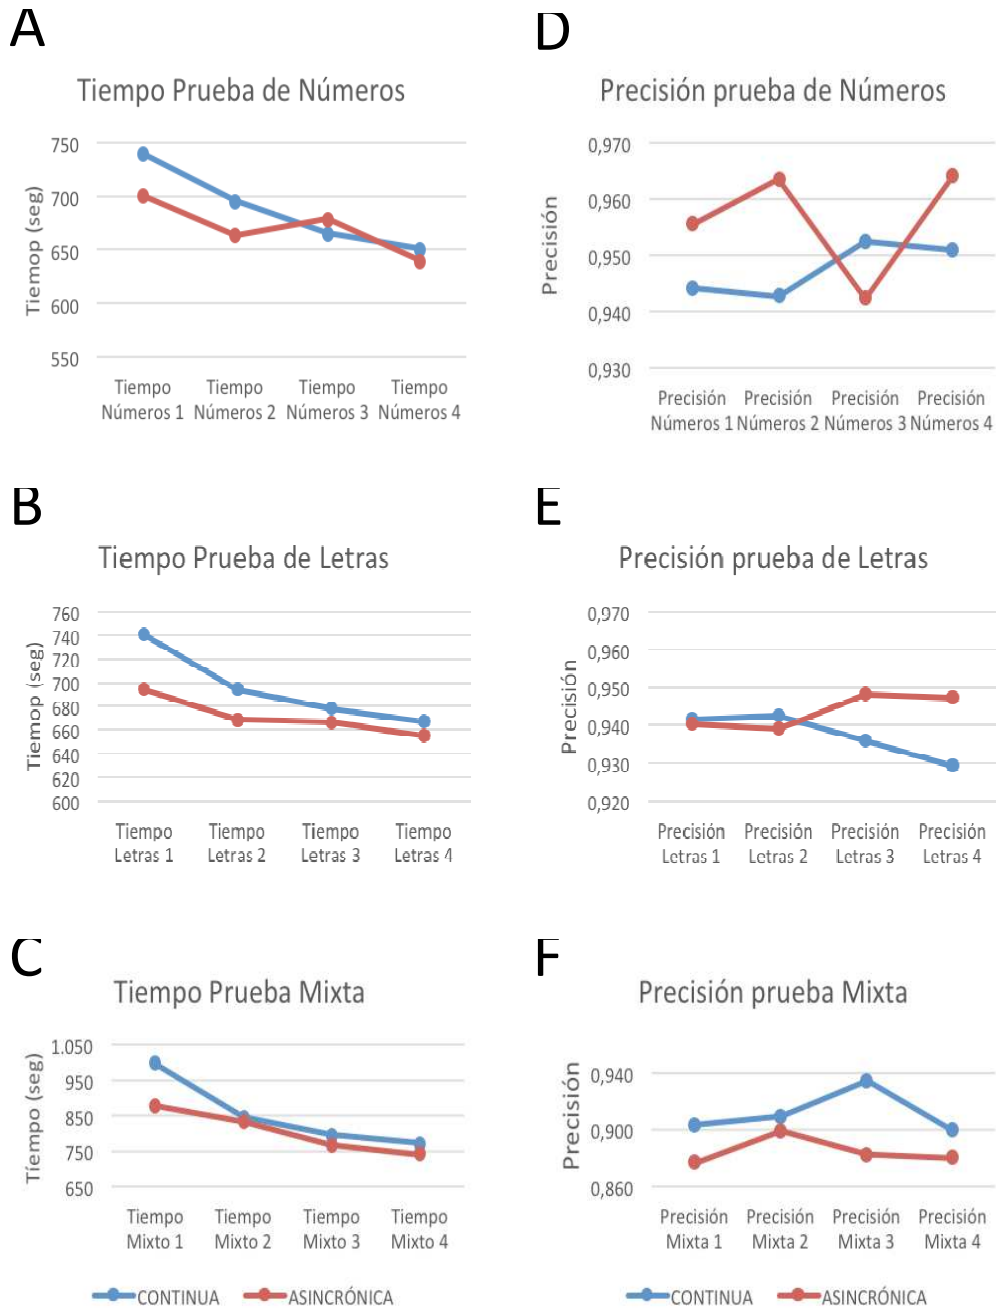 A
Tiempo Prueba de Números
Tiemop (seg)
750
700
650
600
550
Tiempo Tiempo Tiempo Tiempo
Números 1 Números 2 Números 3 Números 4
D
Precisión prueba de Números
Precisión
0,970
0,960
0,950
0,940
0,930
Precisión Precisión Precisión Precisión
Números 1 Números 2 Números 3 Números 4
B
Tiempo Prueba de Letras
Tiemop (seg)
760
740
720
700
680
660
640
620
600
Tiempo Tiempo Tiempo Tiempo
Letras 1 Letras 2 Letras 3 Letras 4
E
Precisión prueba de Letras
Precisión
0,970
0,960
0,950
0,940
0,930
0,920
Precisión Precisión Precisión Precisión
Letras 1 Letras 2 Letras 3 Letras 4
C
Tiempo Prueba Mixta
Tiempo (seg)
1.050
950
850
750
650
Tiempo Tiempo Tiempo Tiempo
Mixto 1 Mixto 2 Mixto 3 Mixto 4
CONTINUA ASINCRÓNICA
F
Precisión prueba Mixta
Precisión
0,940
0,900
0,860
Precisión Precisión Precisión Precisión
Mixta 1 Mixta 2 Mixta 3 Mixta 4
CONTINUA ASINCRÓNICA